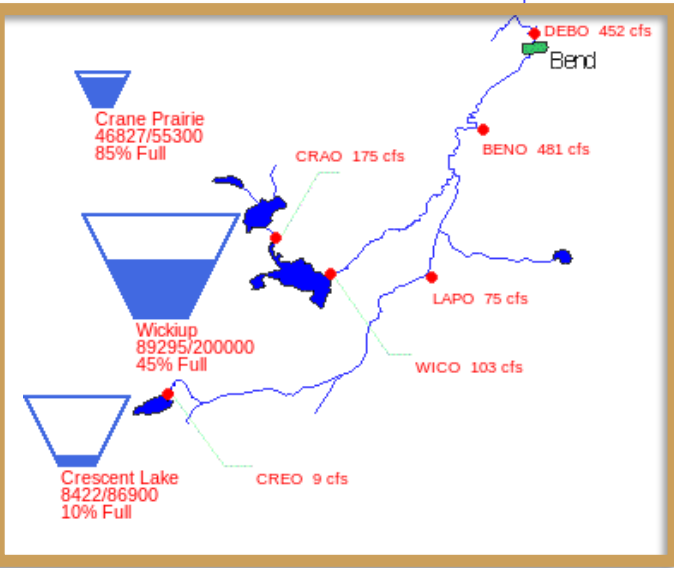 DEBO 452 cfs
Bend
Crane Prairie
46827/55300
85% Full
CRAO 175 cfs
BENO 481 cfs
LAPO 75 cfs
Wickiup
89295/200000
45% Full
WICO 103 cfs
Crescent Lake
8422/86900
10% Full
CREO 9 cfs